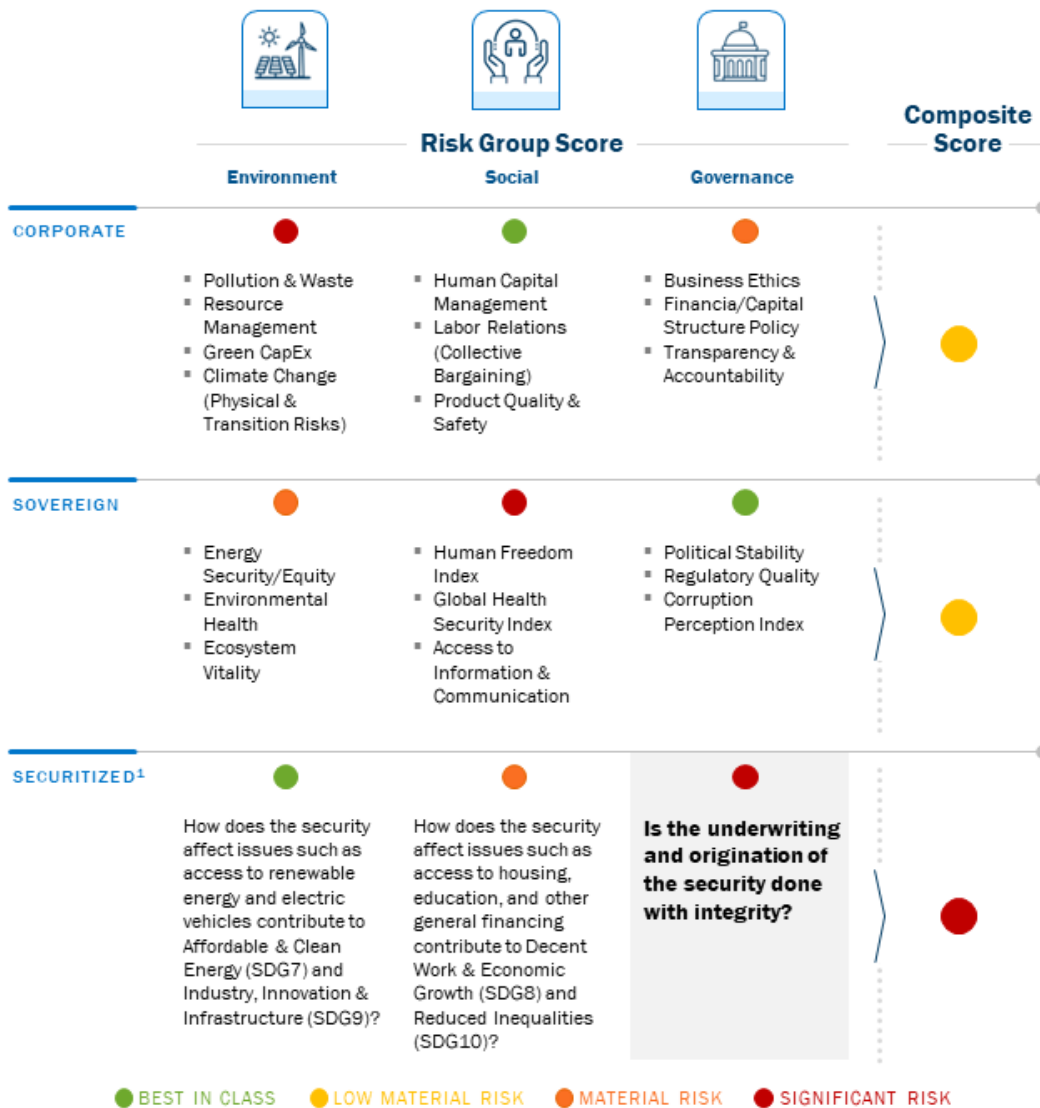 Risk Group Score
Composite
Score
Environment
Social
Governance
CORPORATE
▪ Pollution & Waste
▪ Resource
Management
▪ Green CapEx
▪ Climate Change
(Physical &
Transition Risks)
▪ Human Capital
Management
▪ Labor Relations
(Collective
Bargaining)
▪ Product Quality &
Safety
▪ Business Ethics
▪ Financia/Capital
Structure Policy
▪ Transparency &
Accountability
SOVEREIGN
▪ Energy
Security/Equity
▪ Environmental
Health
▪ Ecosystem
Vitality
▪ Human Freedom
Index
▪ Global Health
Security Index
▪ Access to
Information &
Communication
▪ Political Stability
▪ Regulatory Quality
▪ Corruption
Perception Index
SECURITIZED¹
How does the security
affect issues such as
access to renewable
energy and electric
vehicles contribute to
Affordable & Clean
Energy (SDG7) and
Industry, Innovation &
Infrastructure (SDG9)?
How does the security
affect issues such as
access to housing,
education, and other
general financing
contribute to Decent
Work & Economic
Growth (SDG8) and
Reduced Inequalities
(SDG10)?
Is the underwriting
and origination of
the security done
with integrity?
BEST IN CLASS
LOW MATERIAL RISK
MATERIAL RISK
SIGNIFICANT RISK